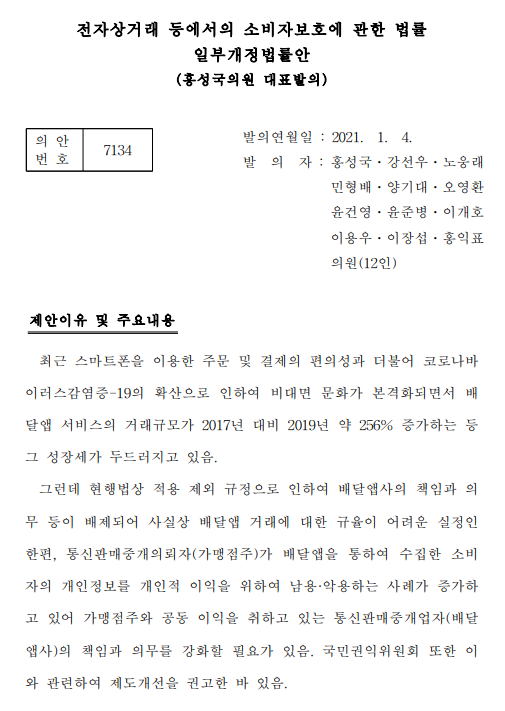 전자상거래 등에서의 소비자보호에 관한 법률
일부개정법률안
(홍성국의원 대표발의)
의 안
번 호
7134
발의연월일 : 2021. 1. 4.
발 의 자 : 홍성국ㆍ강선우ㆍ노웅래
민형배ㆍ양기대ㆍ오영환
윤건영ㆍ윤준병ㆍ이개호
이용우ㆍ이장섭ㆍ홍익표
의원(12인)
제안이유 및 주요내용
최근 스마트폰을 이용한 주문 및 결제의 편의성과 더불어 코로나바
이러스감염증-19의 확산으로 인하여 비대면 문화가 본격화되면서 배
달앱 서비스의 거래규모가 2017년 대비 2019년 약 256% 증가하는 등
그 성장세가 두드러지고 있음.
그런데 현행법상 적용 제외 규정으로 인하여 배달앱사의 책임과 의
무 등이 배제되어 사실상 배달앱 거래에 대한 규율이 어려운 실정인
한편, 통신판매중개의뢰자(가맹점주)가 배달앱을 통하여 수집한 소비
자의 개인정보를 개인적 이익을 위하여 남용·악용하는 사례가 증가하
고 있어 가맹점주와 공동 이익을 취하고 있는 통신판매중개업자(배달
앱사)의 책임과 의무를 강화할 필요가 있음. 국민권익위원회 또한 이
와 관련하여 제도개선을 권고한 바 있음.